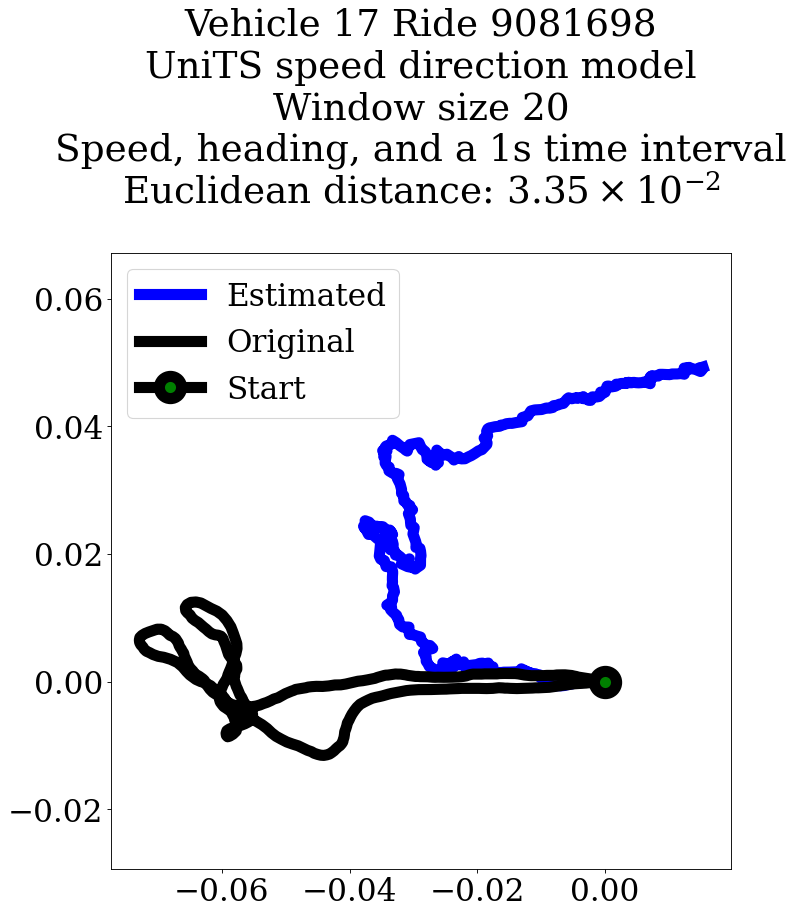 Vehicle 17 Ride 9081698
UniTS speed direction model
Window size 20
Speed, heading, and a 1s time interval
Euclidean distance: 3.35 × 10⁻²
Estimated
Original
Start
0.06
0.04
0.02
0.00
−0.02
−0.06
−0.04
−0.02
0.00